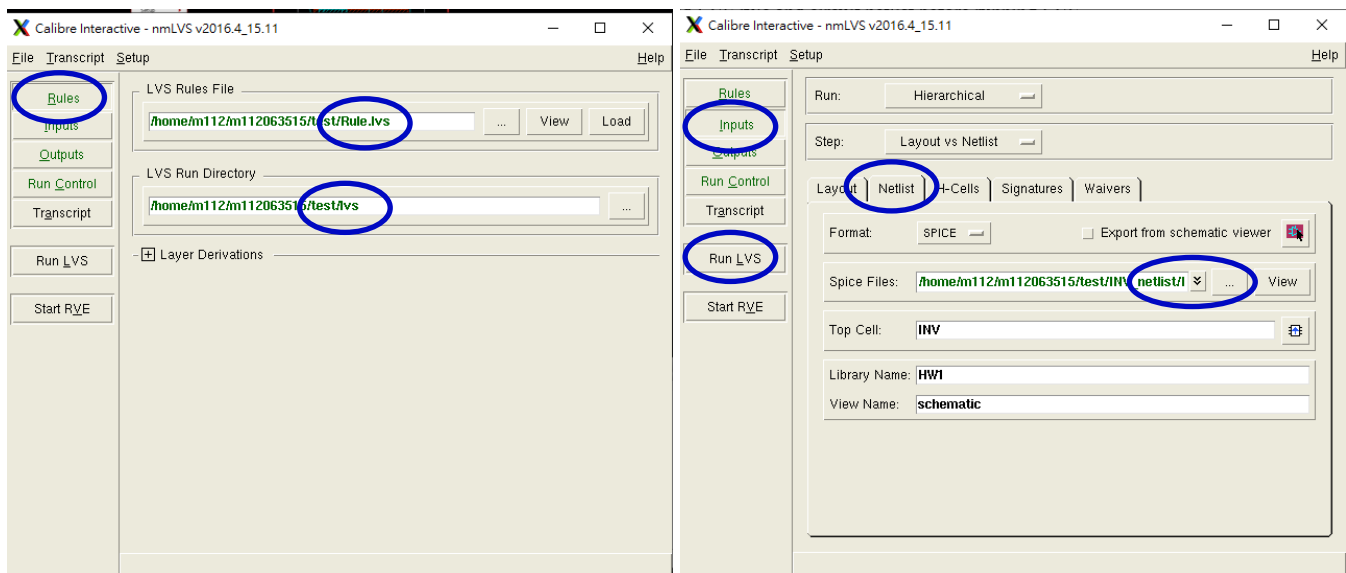 Calibre Interactive - nmLVS v2016.4_15.11
File Transcript Setup Help
Rules
Inputs
Outputs
Run Control
Transcript
Run LVS
Start RVE
LVS Rules File
/home/m112/m112063515/test/Rule.lvs ... View Load
LVS Run Directory
/home/m112/m112063515/test/lvs ...
+ Layer Derivations
Calibre Interactive - nmLVS v2016.4_15.11
File Transcript Setup Help
Rules
Inputs
Outputs
Run Control
Transcript
Run LVS
Start RVE
Run: Hierarchical
Step: Layout vs Netlist
Layout Netlist H-Cells Signatures Waivers
Format: SPICE Export from schematic viewer
Spice Files: /home/m112/m112063515/test/INV_netlist/I ... View
Top Cell: INV
Library Name: HW1
View Name: schematic